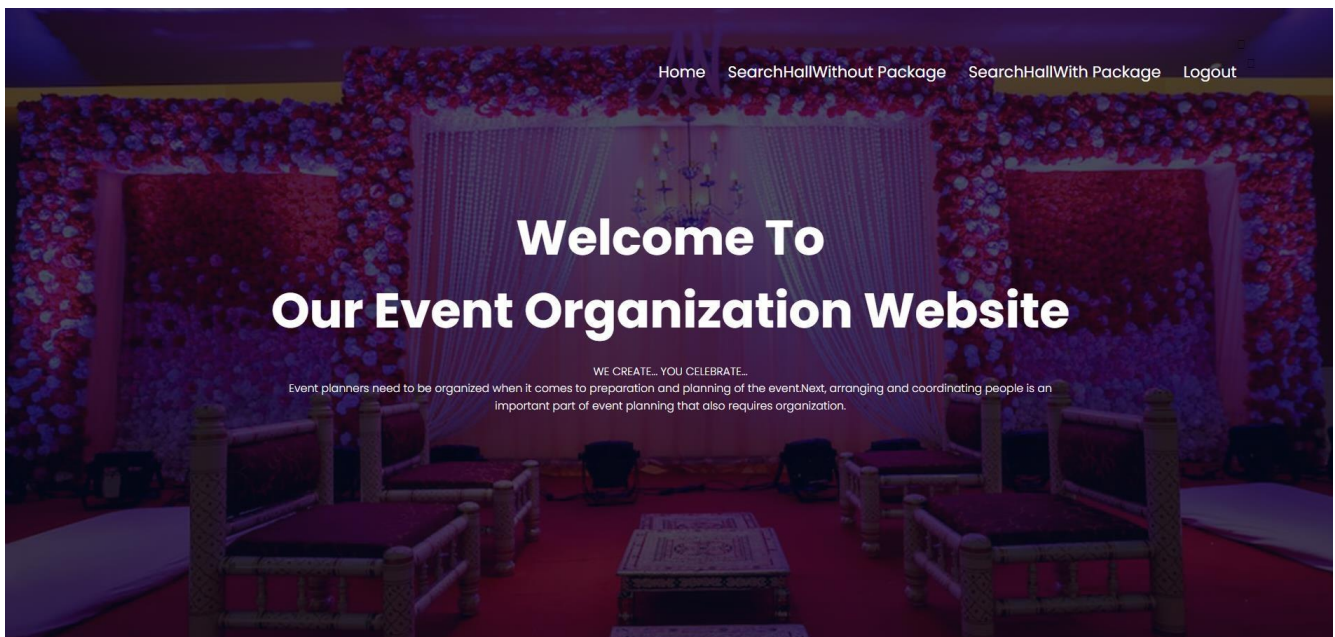 Home SearchHallWithout Package SearchHallWith Package Logout
Welcome To
Our Event Organization Website
WE CREATE... YOU CELEBRATE...
Event planners need to be organized when it comes to preparation and planning of the event.Next, arranging and coordinating people is an
important part of event planning that also requires organization.